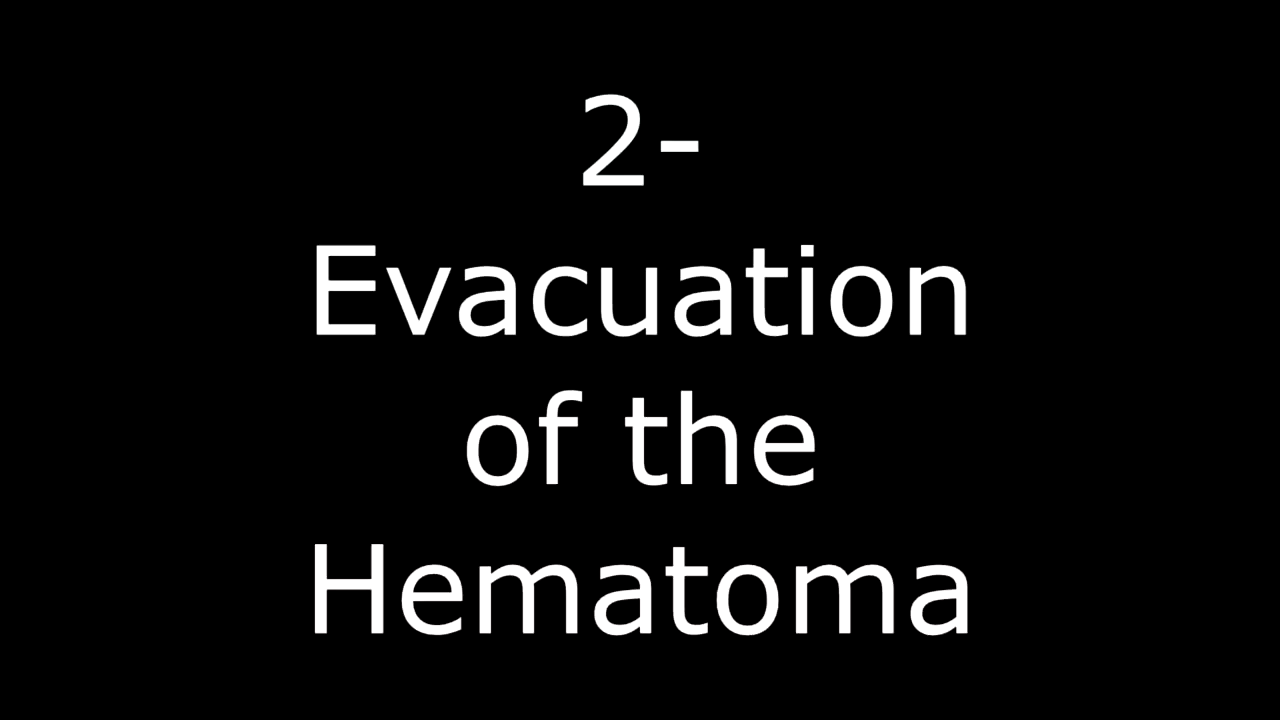 2-
Evacuation
of the
Hematoma